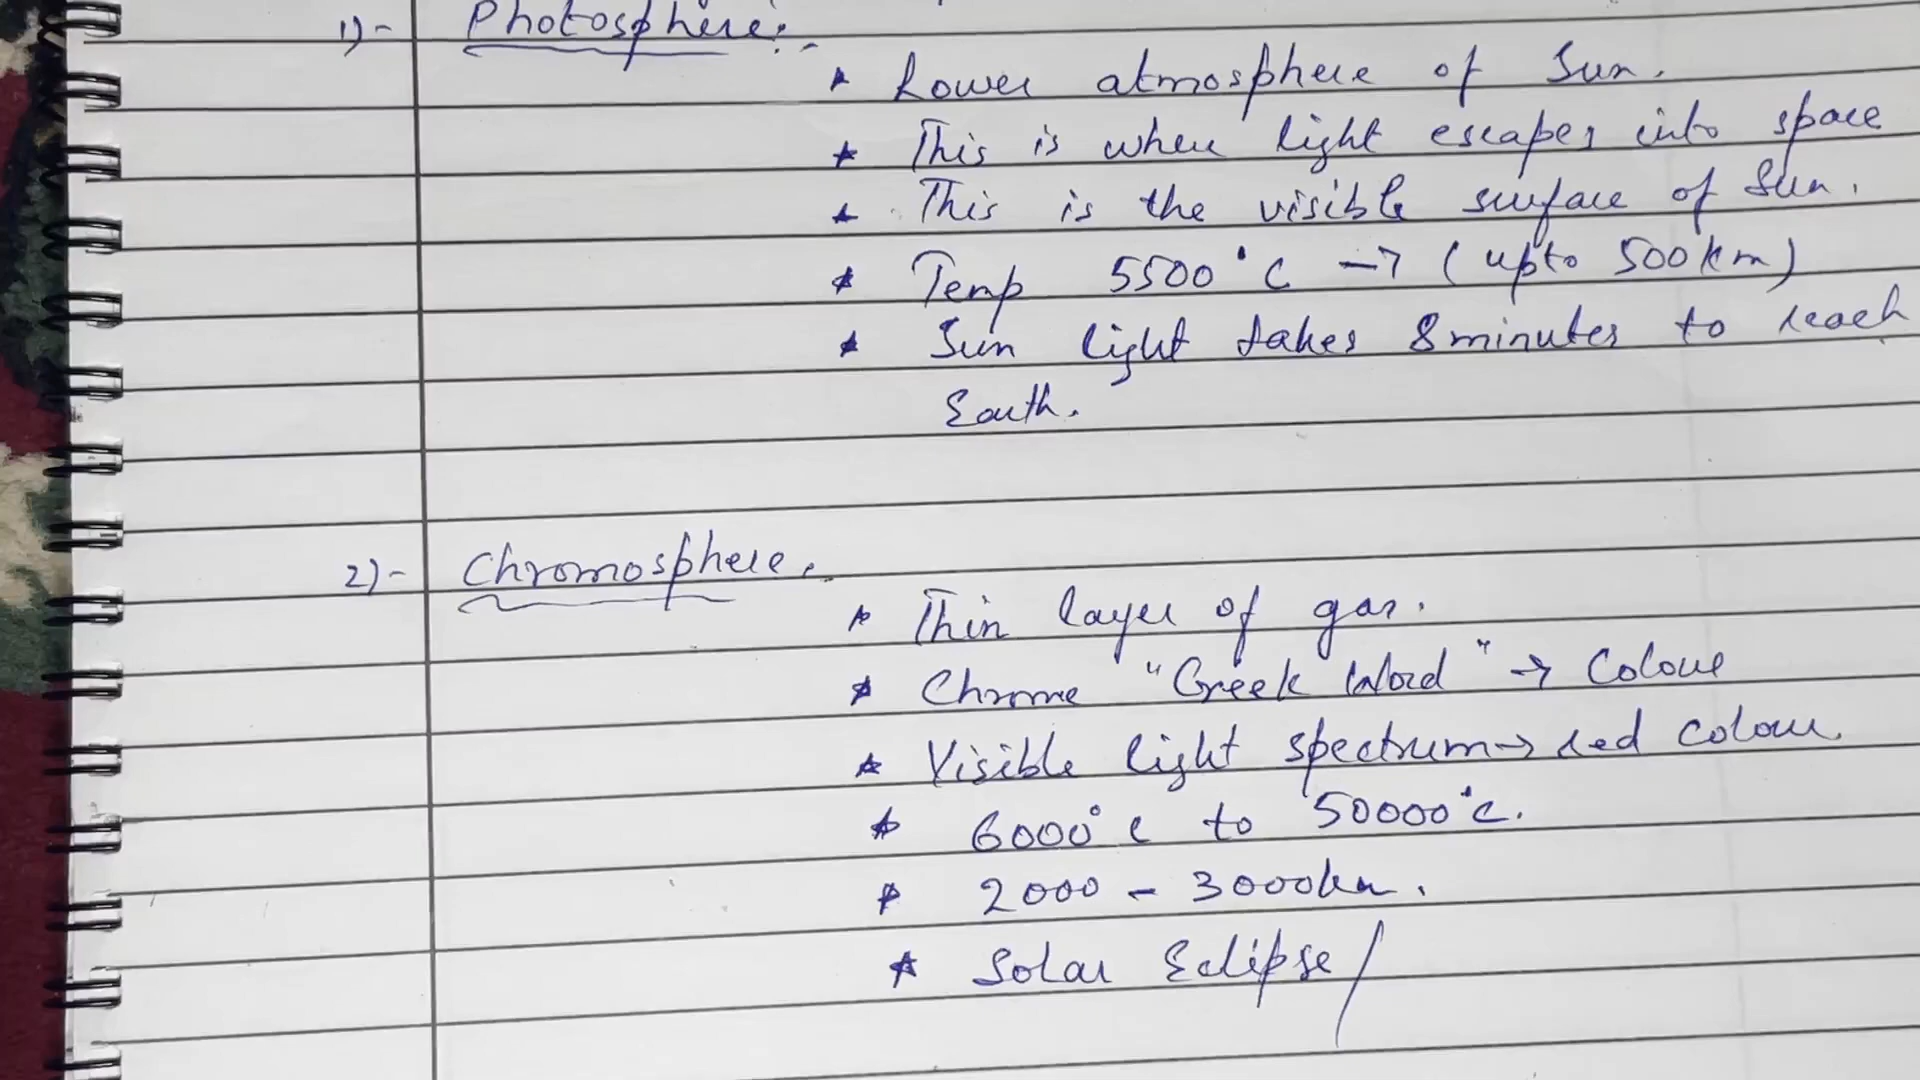 1)- Photosphere:-
* Lower atmosphere of Sun.
* This is where light escapes into space
* This is the visible surface of Sun.
* Temp 5500°C → (upto 500km)
* Sun light takes 8 minutes to reach
Earth.
2)- Chromosphere.
* Thin layer of gas.
* Chrome "Greek Word" → Colour
* Visible light spectrum → red colour.
* 6000°C to 50000°C.
* 2000 - 3000km.
* Solar Eclipse/